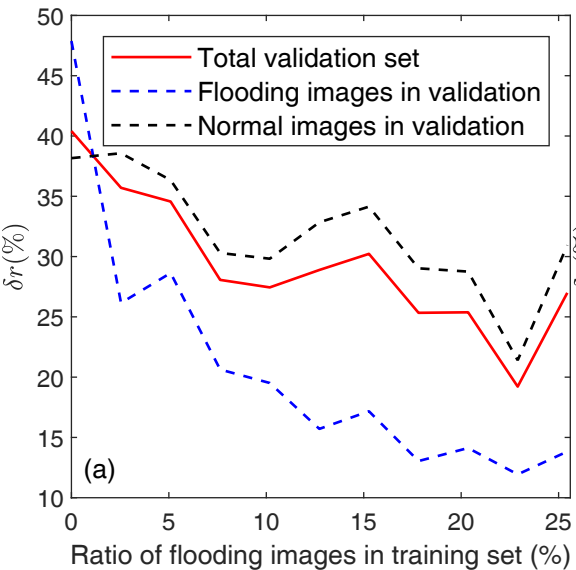 50
45
40
35
30
25
20
15
10
δr(%)
Total validation set
Flooding images in validation
Normal images in validation
(a)
0 5 10 15 20 25
Ratio of flooding images in training set (%)